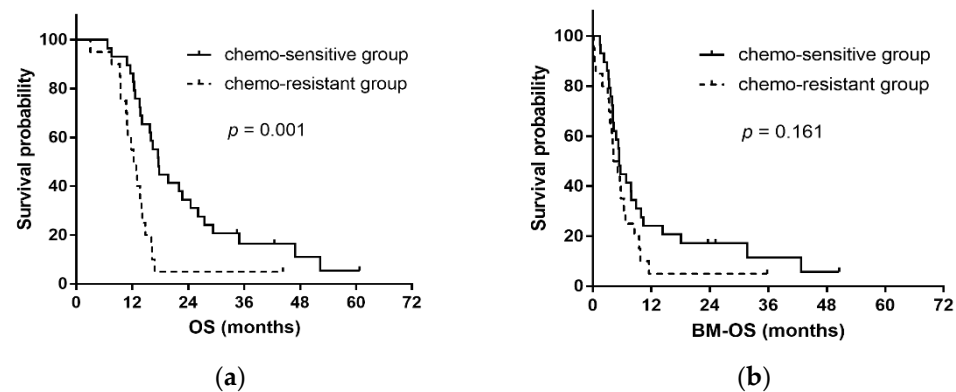 100
80
60
40
20
0
Survival probability
chemo-sensitive group
chemo-resistant group
p = 0.001
0 12 24 36 48 60 72
OS (months)
(a)
100
80
60
40
20
0
Survival probability
chemo-sensitive group
chemo-resistant group
p = 0.161
0 12 24 36 48 60 72
BM-OS (months)
(b)